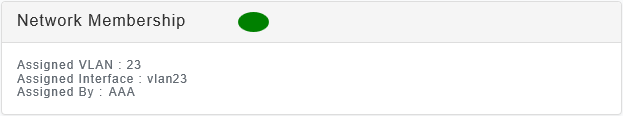 Network Membership
Assigned VLAN : 23
Assigned Interface : vlan23
Assigned By : AAA